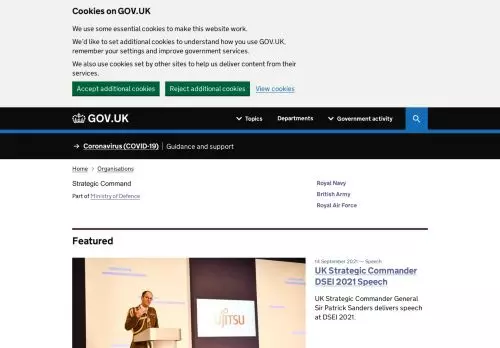 Cookies on GOV.UK
We use some essential cookies to make this website work.
We'd like to set additional cookies to understand how you use GOV.UK,
remember your settings and improve government services.
We also use cookies set by other sites to help us deliver content from their
services.
Accept additional cookies Reject additional cookies View cookies
GOV.UK Topics Departments Government activity
→ Coronavirus (COVID-19) Guidance and support
Home > Organisations
Strategic Command
Part of Ministry of Defence
Royal Navy
British Army
Royal Air Force
Featured
14 September 2021 — Speech
UK Strategic Commander
DSEI 2021 Speech
UK Strategic Commander General
Sir Patrick Sanders delivers speech
at DSEI 2021.
FUJITSU